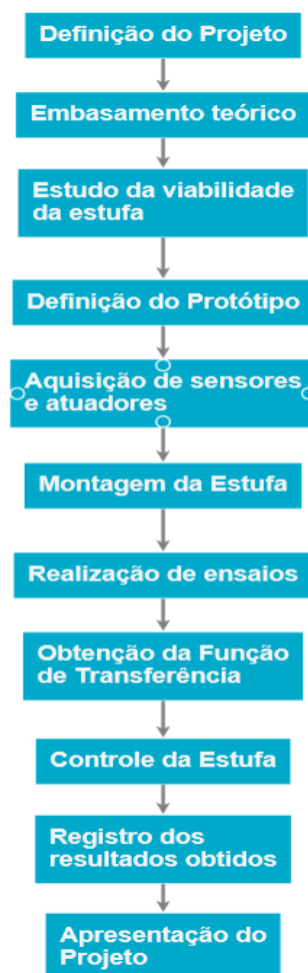 Definição do Projeto
Embasamento teórico
Estudo da viabilidade
da estufa
Definição do Protótipo
Aquisição de sensores
e atuadores
Montagem da Estufa
Realização de ensaios
Obtenção da Função
de Transferência
Controle da Estufa
Registro dos
resultados obtidos
Apresentação do
Projeto